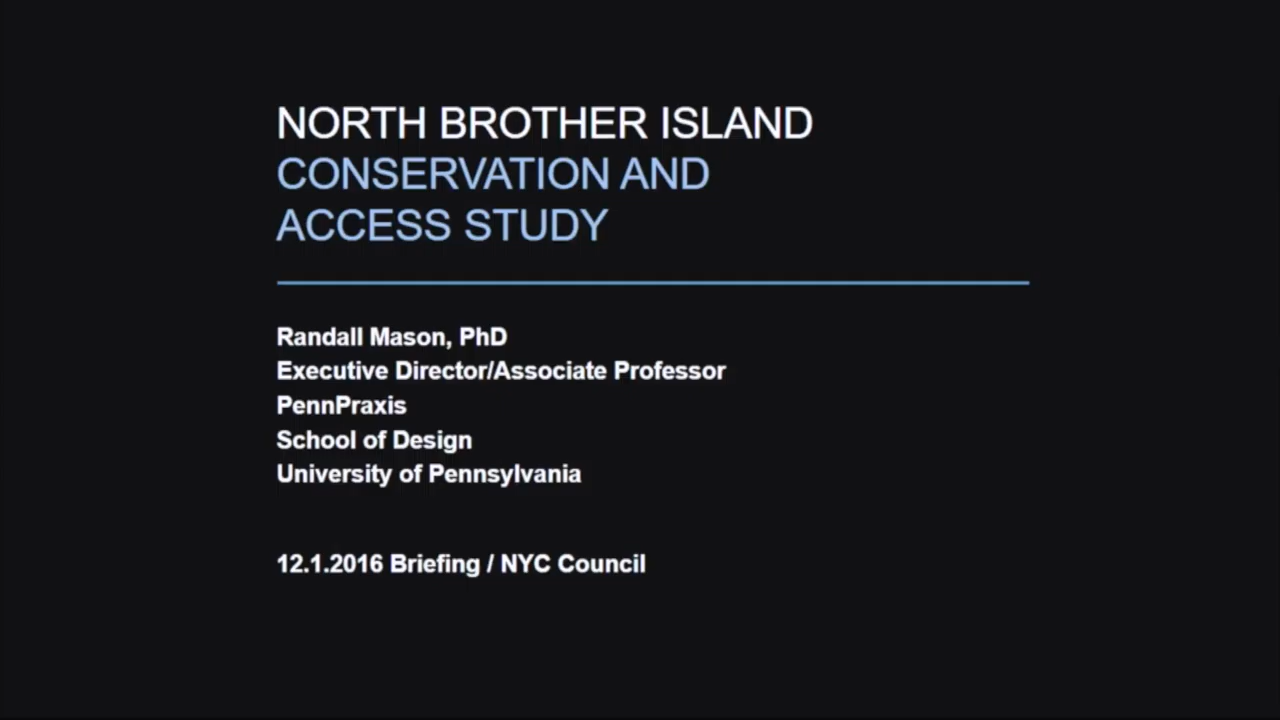 NORTH BROTHER ISLAND
CONSERVATION AND
ACCESS STUDY
Randall Mason, PhD
Executive Director/Associate Professor
PennPraxis
School of Design
University of Pennsylvania
12.1.2016 Briefing / NYC Council